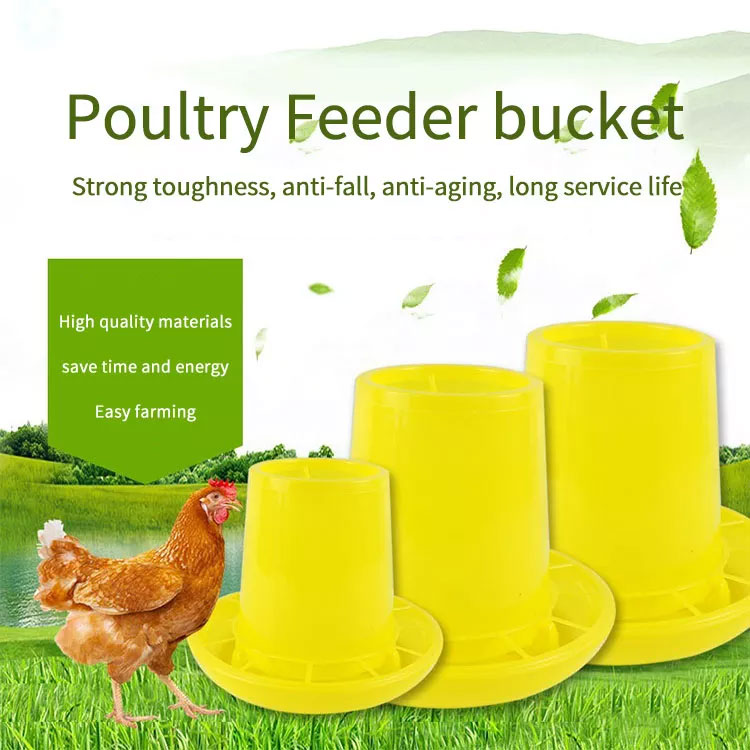 Poultry Feeder bucket
Strong toughness, anti-fall, anti-aging, long service life
High quality materials
save time and energy
Easy farming